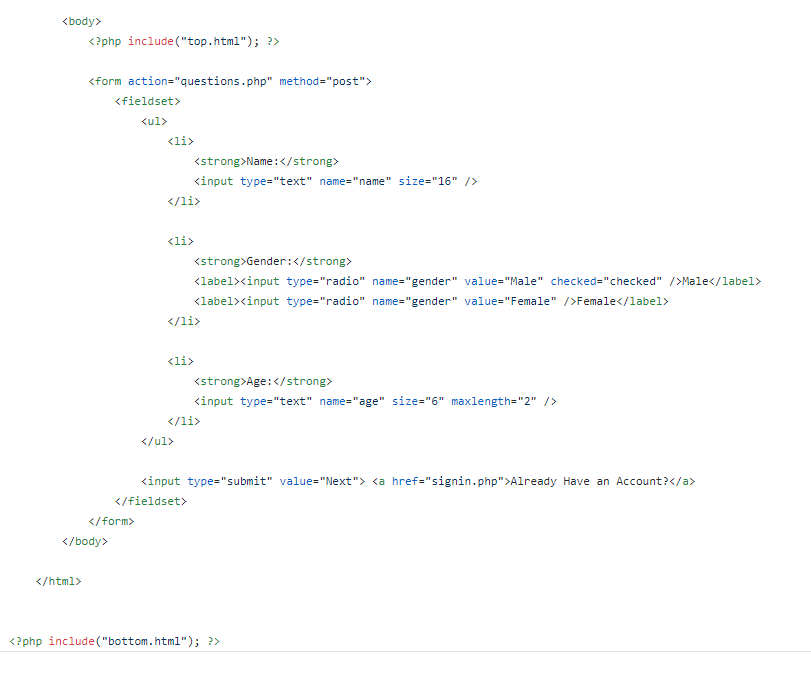 <body>
<?php include("top.html"); ?>
<form action="questions.php" method="post">
<fieldset>
<ul>
<li>
<strong>Name:</strong>
<input type="text" name="name" size="16" />
</li>
<li>
<strong>Gender:</strong>
<label><input type="radio" name="gender" value="Male" checked="checked" />Male</label>
<label><input type="radio" name="gender" value="Female" />Female</label>
</li>
<li>
<strong>Age:</strong>
<input type="text" name="age" size="6" maxlength="2" />
</li>
</ul>
<input type="submit" value="Next"> <a href="signin.php">Already Have an Account?</a>
</fieldset>
</form>
</body>
</html>
<?php include("bottom.html"); ?>